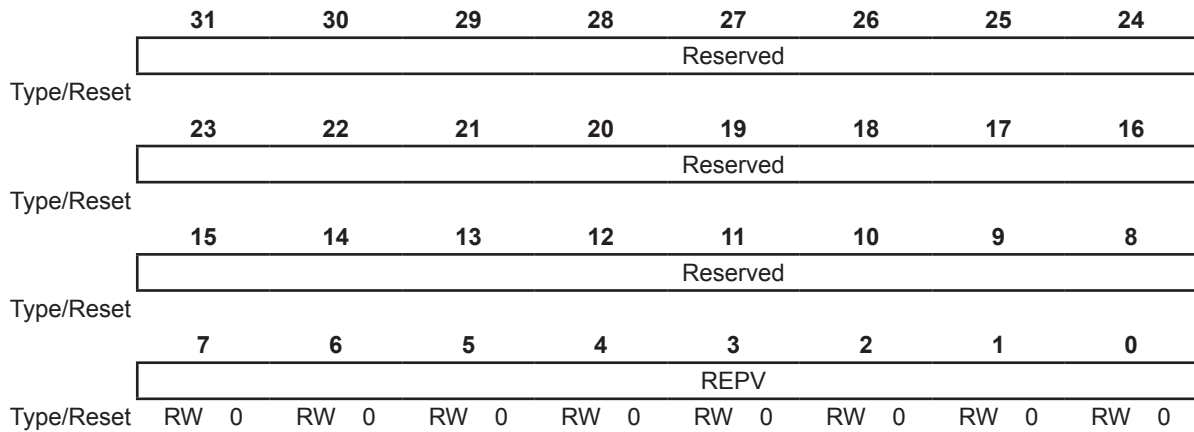 31 30 29 28 27 26 25 24
Reserved
Type/Reset
23 22 21 20 19 18 17 16
Reserved
Type/Reset
15 14 13 12 11 10 9 8
Reserved
Type/Reset
7 6 5 4 3 2 1 0
REPV
Type/Reset RW 0 RW 0 RW 0 RW 0 RW 0 RW 0 RW 0 RW 0